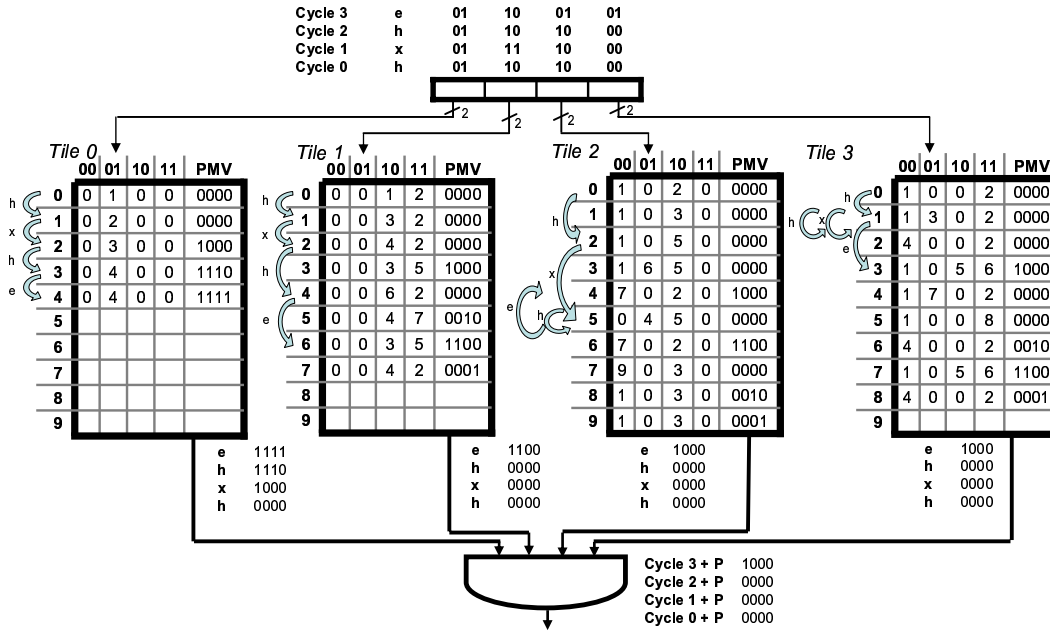 Cycle 3 e 01 10 01 01
Cycle 2 h 01 10 10 00
Cycle 1 x 01 11 10 00
Cycle 0 h 01 10 10 00
2 2 2 2
Tile 0
00 01 10 11 PMV
0 0 1 0 0 0000
1 0 2 0 0 0000
2 0 3 0 0 1000
3 0 4 0 0 1110
4 0 4 0 0 1111
5
6
7
8
9
h
x
h
e
Tile 1
00 01 10 11 PMV
0 0 0 1 2 0000
1 0 0 3 2 0000
2 0 0 4 2 0000
3 0 0 3 5 1000
4 0 0 6 2 0000
5 0 0 4 7 0010
6 0 0 3 5 1100
7 0 0 4 2 0001
8
9
h
x
h
e
Tile 2
00 01 10 11 PMV
0 1 0 2 0 0000
1 1 0 3 0 0000
2 1 0 5 0 0000
3 1 6 5 0 0000
4 7 0 2 0 1000
5 0 4 5 0 0000
6 7 0 2 0 1100
7 9 0 3 0 0000
8 1 0 3 0 0010
9 1 0 3 0 0001
h
x
e
h
Tile 3
00 01 10 11 PMV
0 1 0 0 2 0000
1 1 3 0 2 0000
2 4 0 0 2 0000
3 1 0 5 6 1000
4 1 7 0 2 0000
5 1 0 0 8 0000
6 4 0 0 2 0010
7 1 0 5 6 1100
8 4 0 0 2 0001
9
h
h
x
e
e 1111
h 1110
x 1000
h 0000
e 1100
h 0000
x 0000
h 0000
e 1000
h 0000
x 0000
h 0000
e 1000
h 0000
x 0000
h 0000
Cycle 3 + P 1000
Cycle 2 + P 0000
Cycle 1 + P 0000
Cycle 0 + P 0000